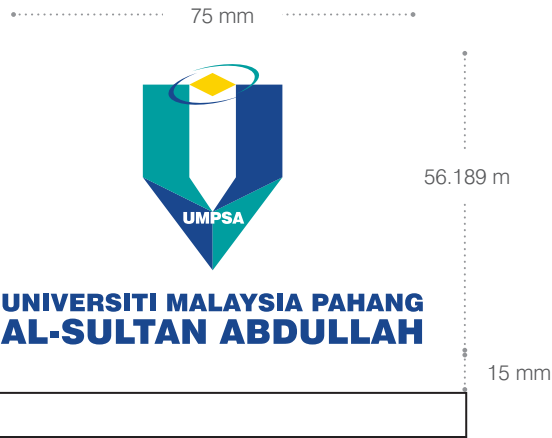 75 mm
56.189 m
UMPSA
UNIVERSITI MALAYSIA PAHANG
AL-SULTAN ABDULLAH
15 mm